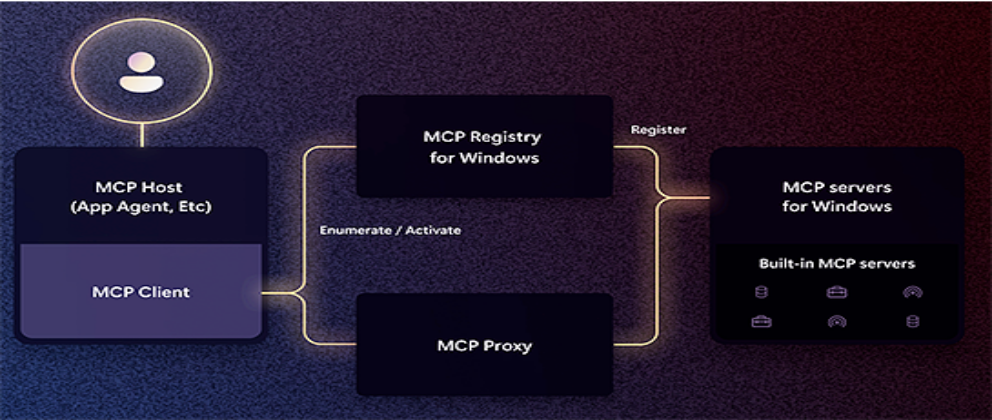 MCP Host
(App Agent, Etc)
MCP Client
MCP Registry
for Windows
Enumerate / Activate
MCP Proxy
Register
MCP servers
for Windows
Built-in MCP servers